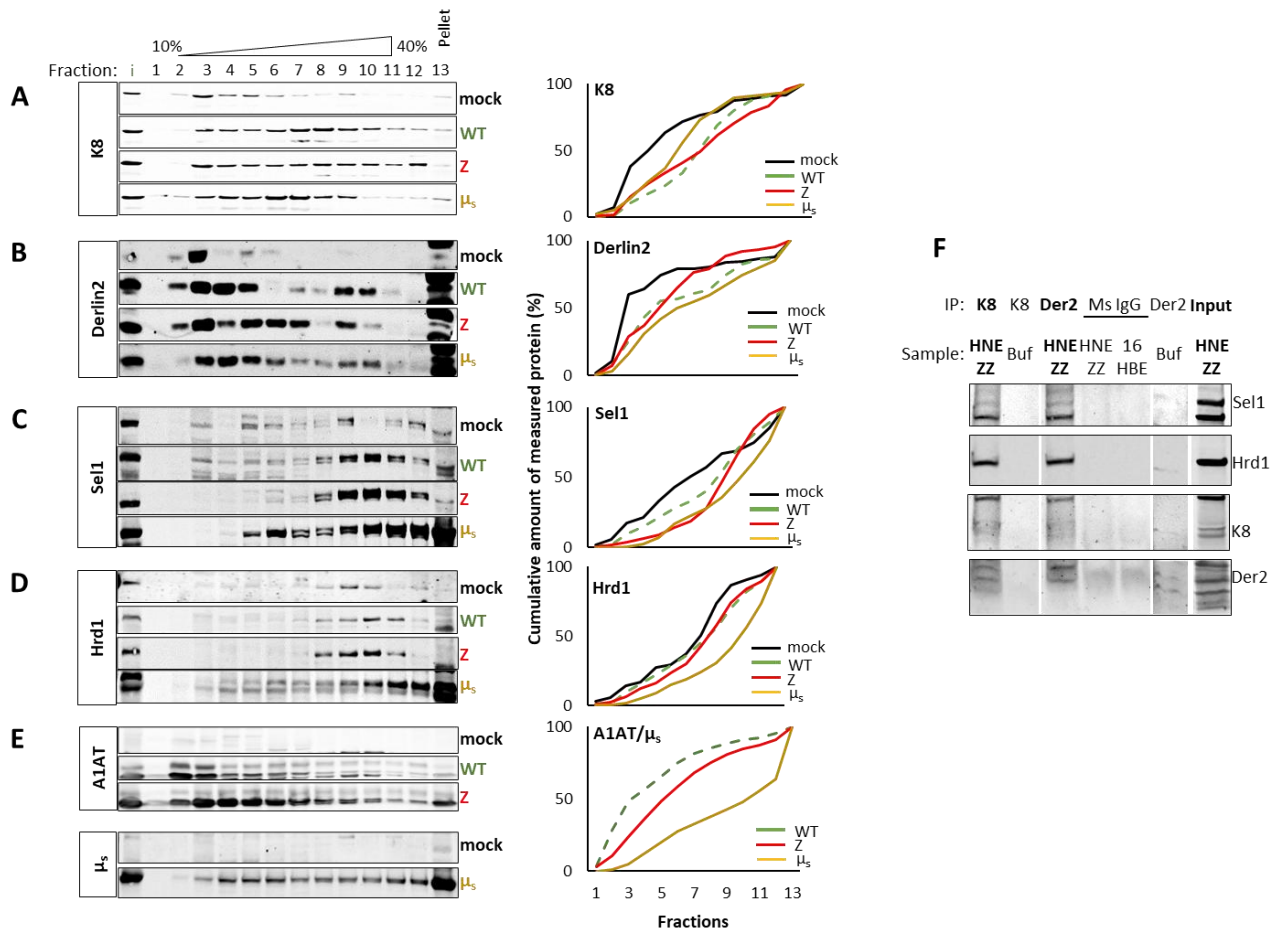 10%
40%
Pellet
Fraction: i 1 2 3 4 5 6 7 8 9 10 11 12 13
A
K8
mock
WT
Z
μs
B
Derlin2
mock
WT
Z
μs
C
Sel1
mock
WT
Z
μs
D
Hrd1
mock
WT
Z
μs
E
A1AT
mock
WT
Z
μs
mock
μs
Cumulative amount of measured protein (%)
100
50
0
K8
mock
WT
Z
μs
100
50
0
Derlin2
mock
WT
Z
μs
100
50
0
Sel1
mock
WT
Z
μs
100
50
0
Hrd1
mock
WT
Z
μs
100
50
0
A1AT/μs
WT
Z
μs
1 3 5 7 9 11 13
Fractions
F
IP: K8 K8 Der2 Ms IgG Der2 Input
Sample: HNE ZZ Buf HNE ZZ HNE ZZ 16 HBE Buf HNE ZZ
Sel1
Hrd1
K8
Der2